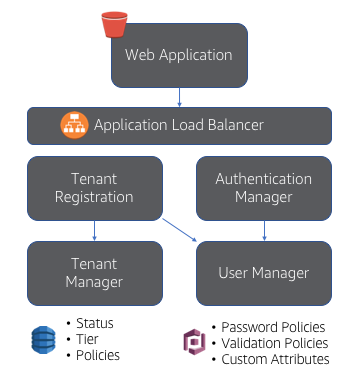 Web Application
Application Load Balancer
Tenant
Registration
Authentication
Manager
Tenant
Manager
User Manager
• Status
• Tier
• Policies
• Password Policies
• Validation Policies
• Custom Attributes